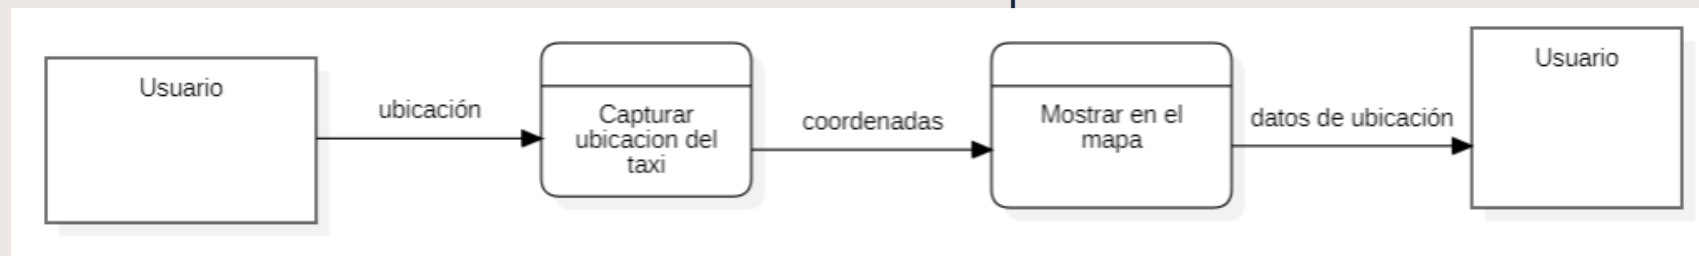 Usuario
ubicación
Capturar
ubicacion del
taxi
coordenadas
Mostrar en el
mapa
datos de ubicación
Usuario